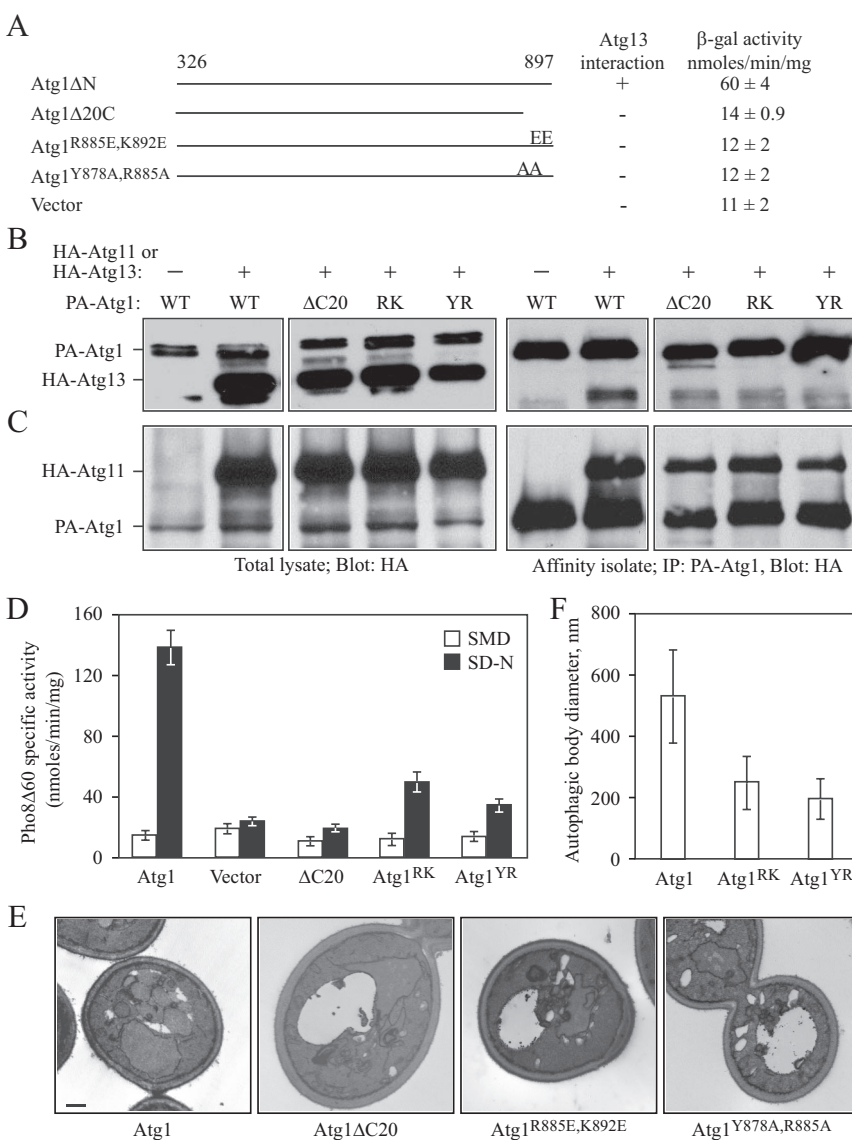 A
326 897 Atg13 interaction β-gal activity nmoles/min/mg
Atg1ΔN + 60 ± 4
Atg1Δ20C - 14 ± 0.9
Atg1R885E,K892E EE - 12 ± 2
Atg1Y878A,R885A AA - 12 ± 2
Vector - 11 ± 2
B
HA-Atg11 or
HA-Atg13: − + + + + − + + + +
PA-Atg1: WT WT ΔC20 RK YR WT WT ΔC20 RK YR
PA-Atg1
HA-Atg13
C
HA-Atg11
PA-Atg1
Total lysate; Blot: HA Affinity isolate; IP: PA-Atg1, Blot: HA
D
Pho8Δ60 specific activity
(nmoles/min/mg)
160
120
80
40
0
SMD
SD-N
Atg1 Vector ΔC20 Atg1RK Atg1YR
F
Autophagic body diameter, nm
800
600
400
200
0
Atg1 Atg1RK Atg1YR
E
Atg1 Atg1ΔC20 Atg1R885E,K892E Atg1Y878A,R885A